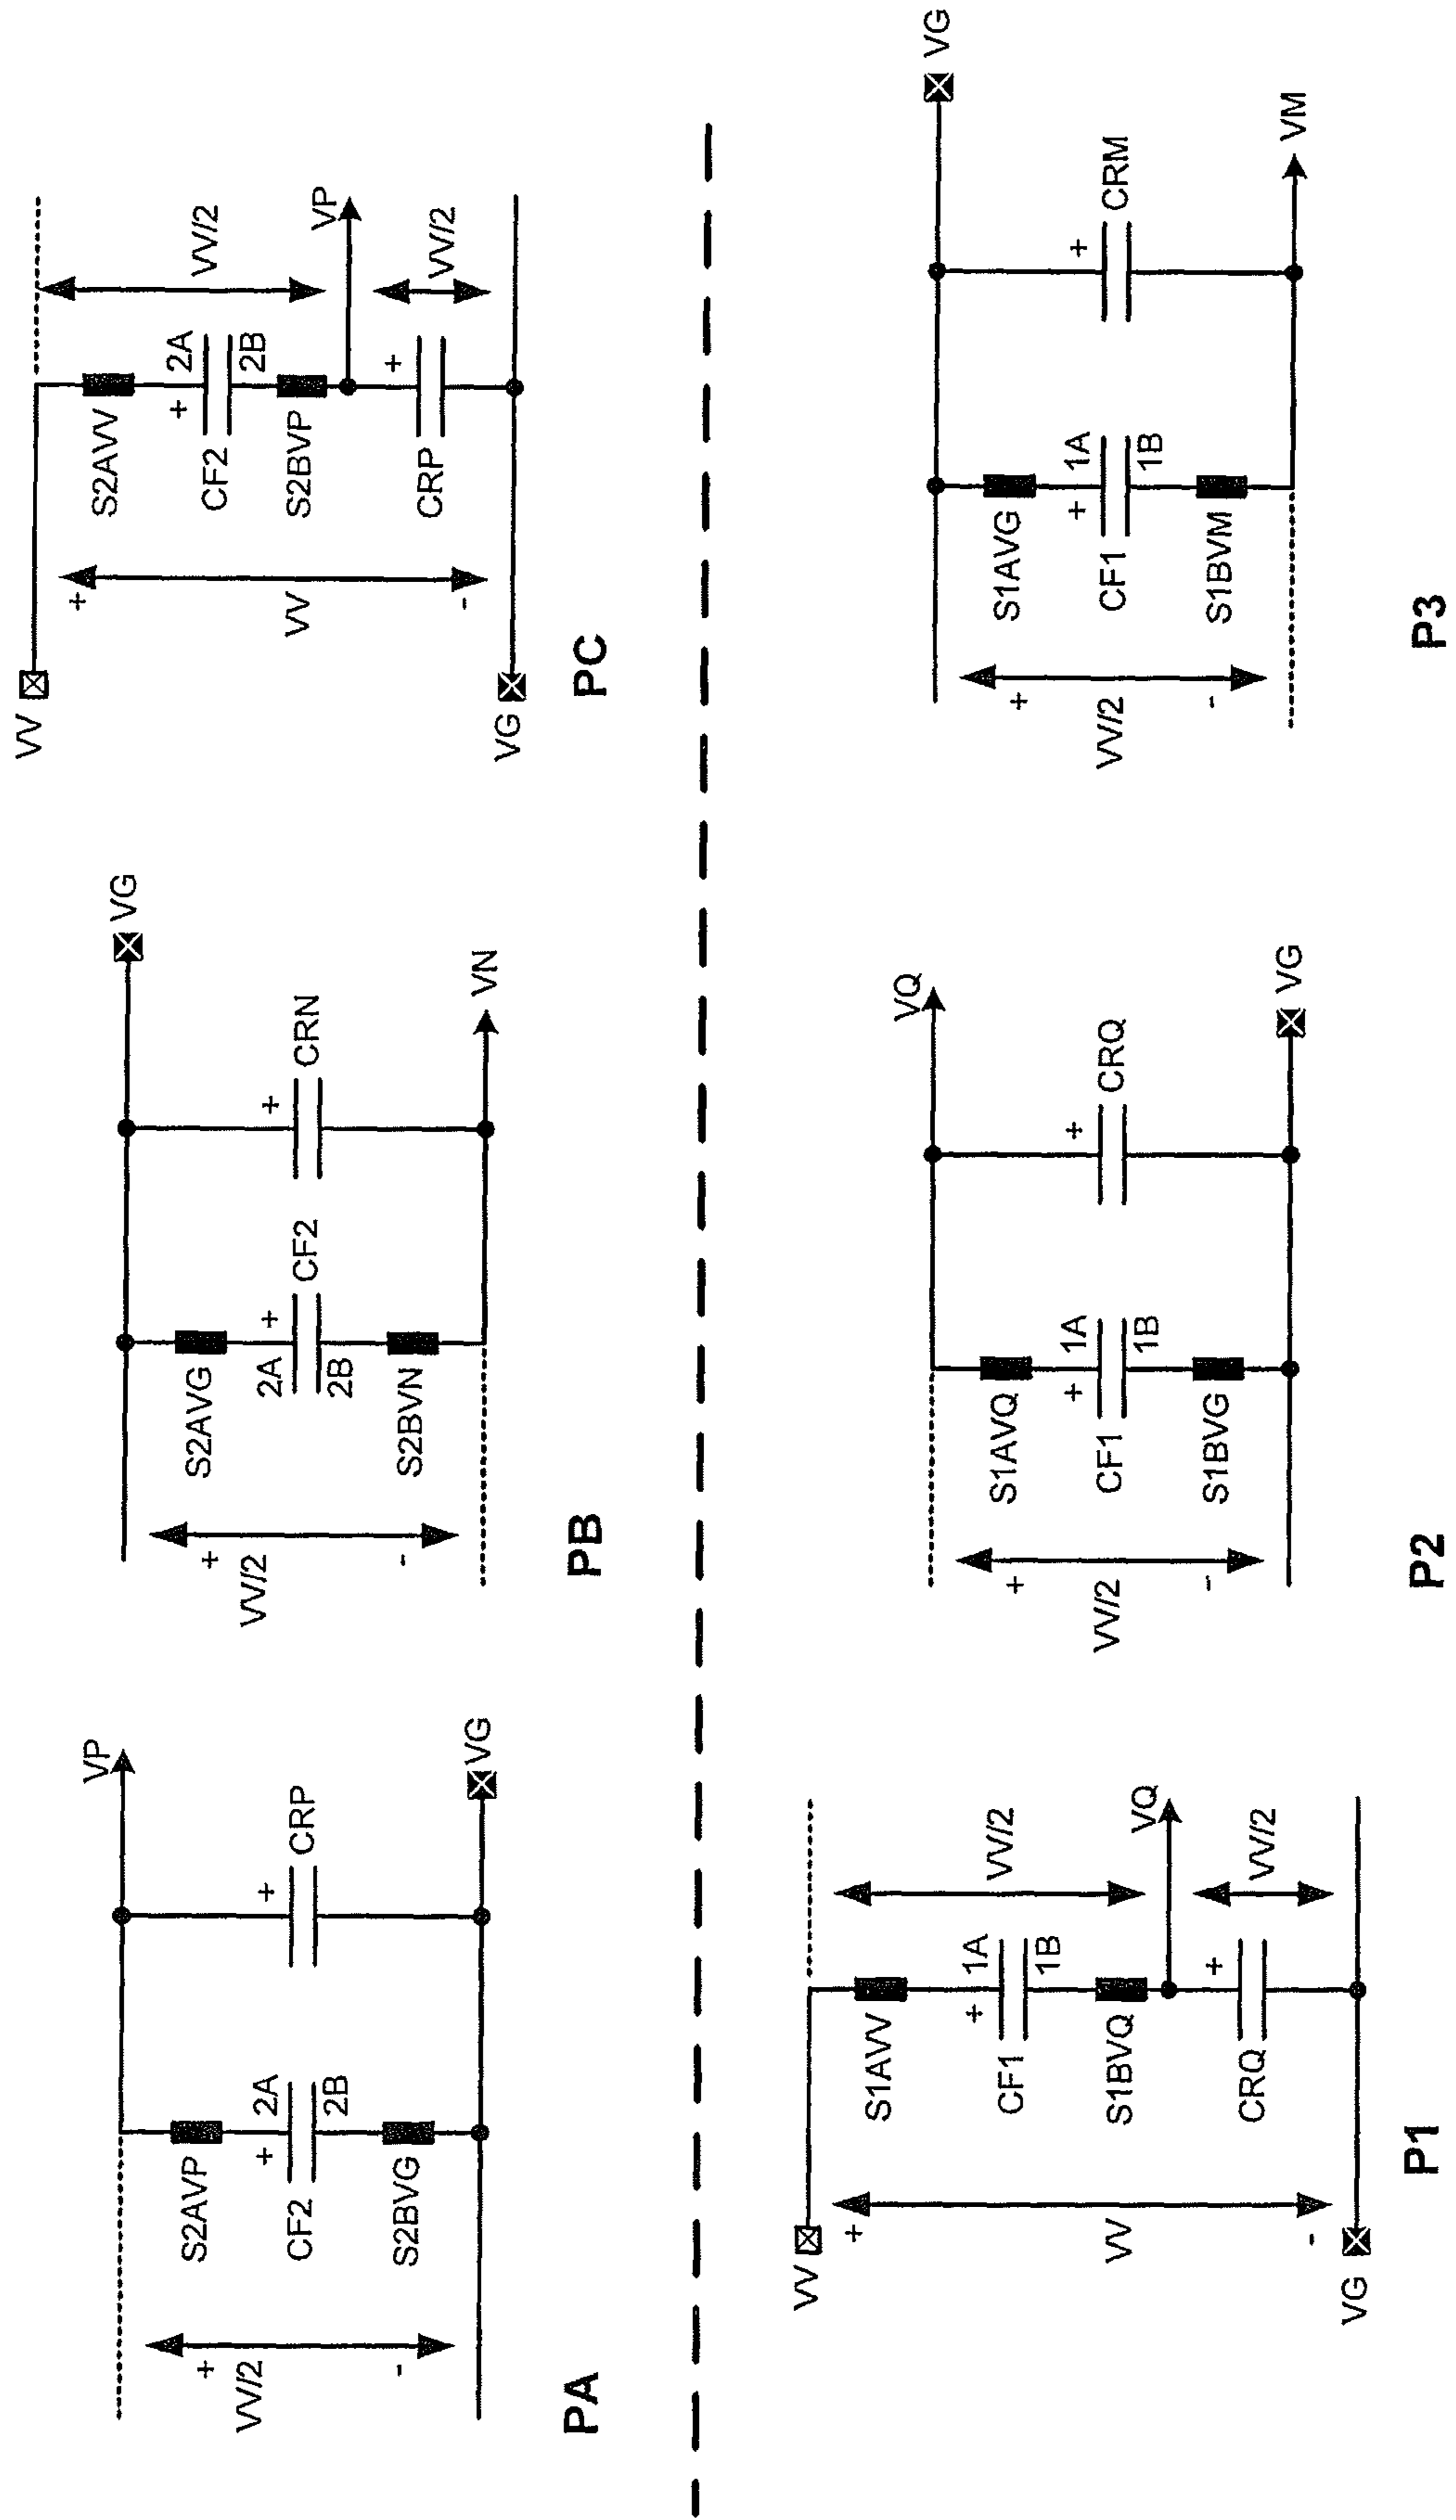 VP
S2AVP
+
2A
CF2
2B
S2BVG
+
CRP
VG
+
VV/2
-
PA
VG
S2AVG
2A
+
CF2
2B
S2BVN
+
CRN
VN
+
VV/2
-
PB
VV
S2AVV
+
2A
CF2
2B
S2BVP
VP
+
CRP
VV/2
VV/2
+
VV
-
VG
PC
VV
S1AVV
+
1A
CF1
1B
S1BVQ
VQ
+
CRQ
VV/2
VV/2
+
VV
-
VG
P1
VQ
S1AVQ
+
1A
CF1
1B
S1BVG
+
CRQ
VG
+
VV/2
-
P2
VG
S1AVG
+
1A
CF1
1B
S1BVM
+
CRM
VM
+
VV/2
-
P3